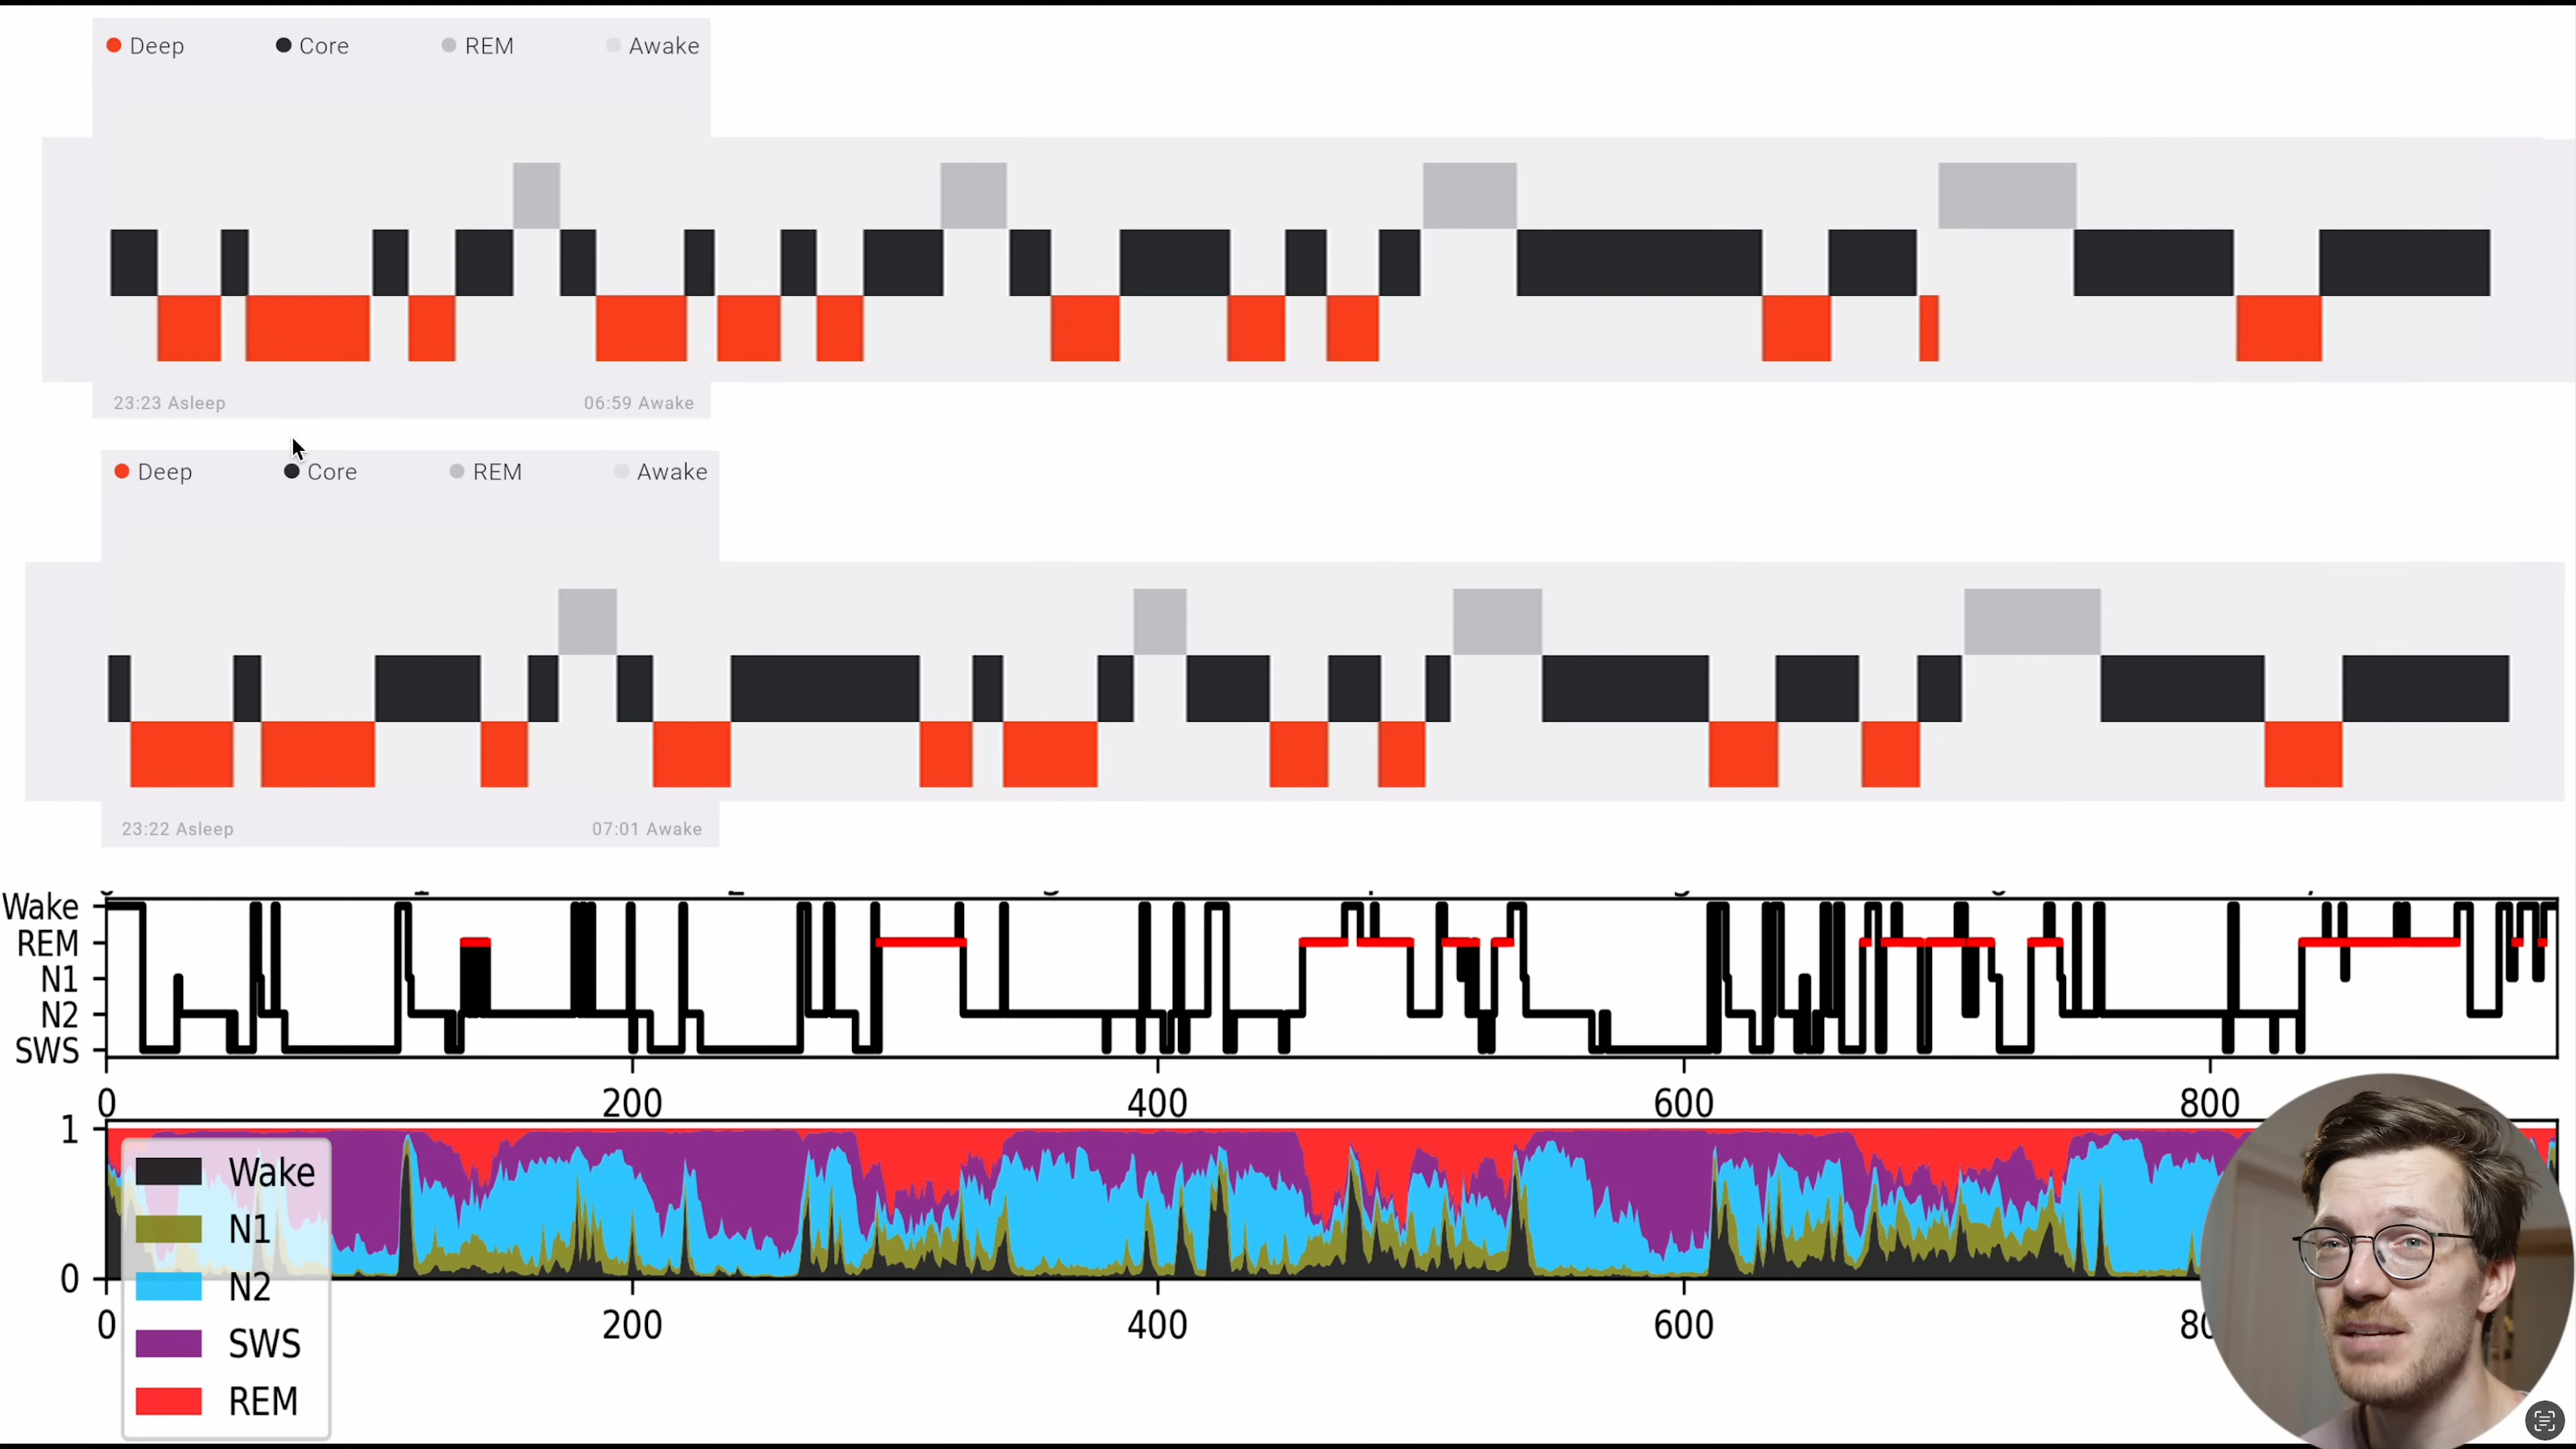 Deep Core REM Awake
23:23 Asleep 06:59 Awake
Deep Core REM Awake
23:22 Asleep 07:01 Awake
Wake
REM
N1
N2
SWS
0 200 400 600 800
1
0
Wake
N1
N2
SWS
REM
0 200 400 600